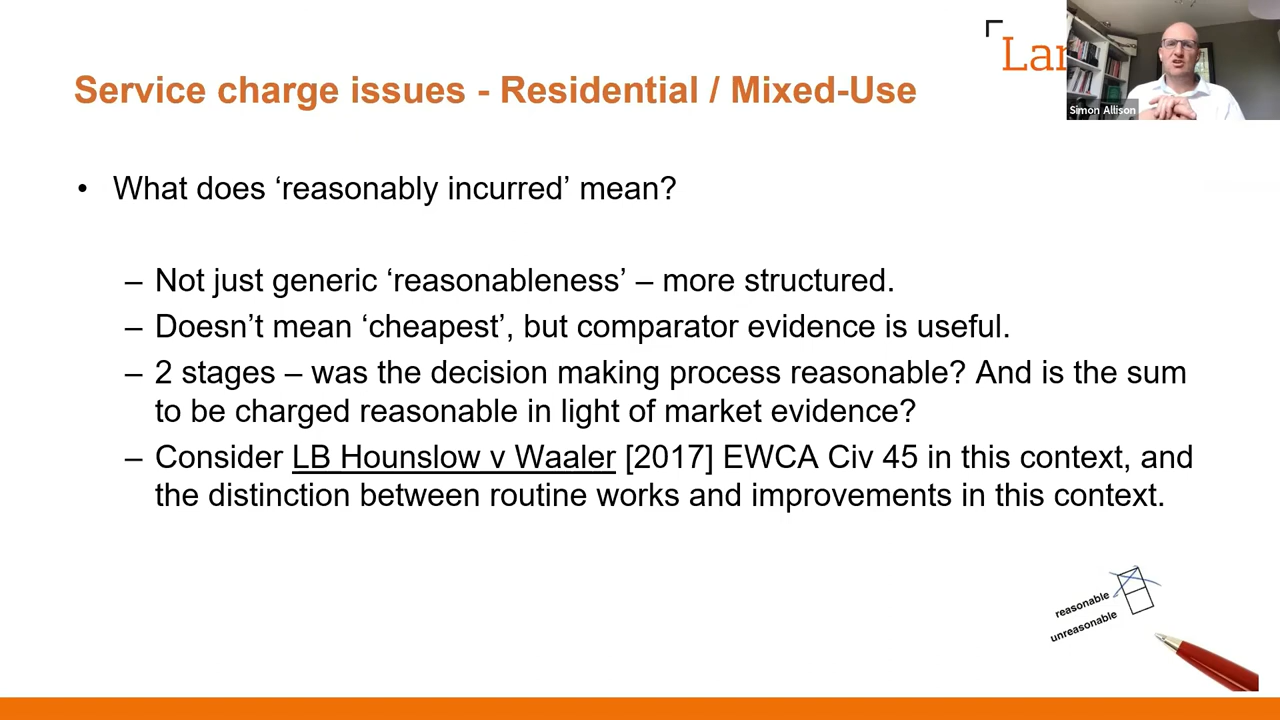 Lan
Simon Allison
Service charge issues - Residential / Mixed-Use
• What does ‘reasonably incurred’ mean?
– Not just generic ‘reasonableness’ – more structured.
– Doesn’t mean ‘cheapest’, but comparator evidence is useful.
– 2 stages – was the decision making process reasonable? And is the sum
to be charged reasonable in light of market evidence?
– Consider LB Hounslow v Waaler [2017] EWCA Civ 45 in this context, and
the distinction between routine works and improvements in this context.
reasonable
unreasonable